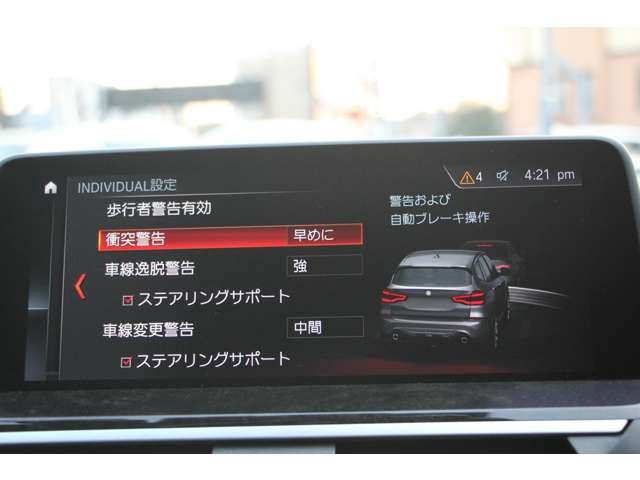 INDIVIDUAL設定
4 4:21 pm
歩行者警告有効
衝突警告 早めに
車線逸脱警告 強
ステアリングサポート
車線変更警告 中間
ステアリングサポート
警告および
自動ブレーキ操作